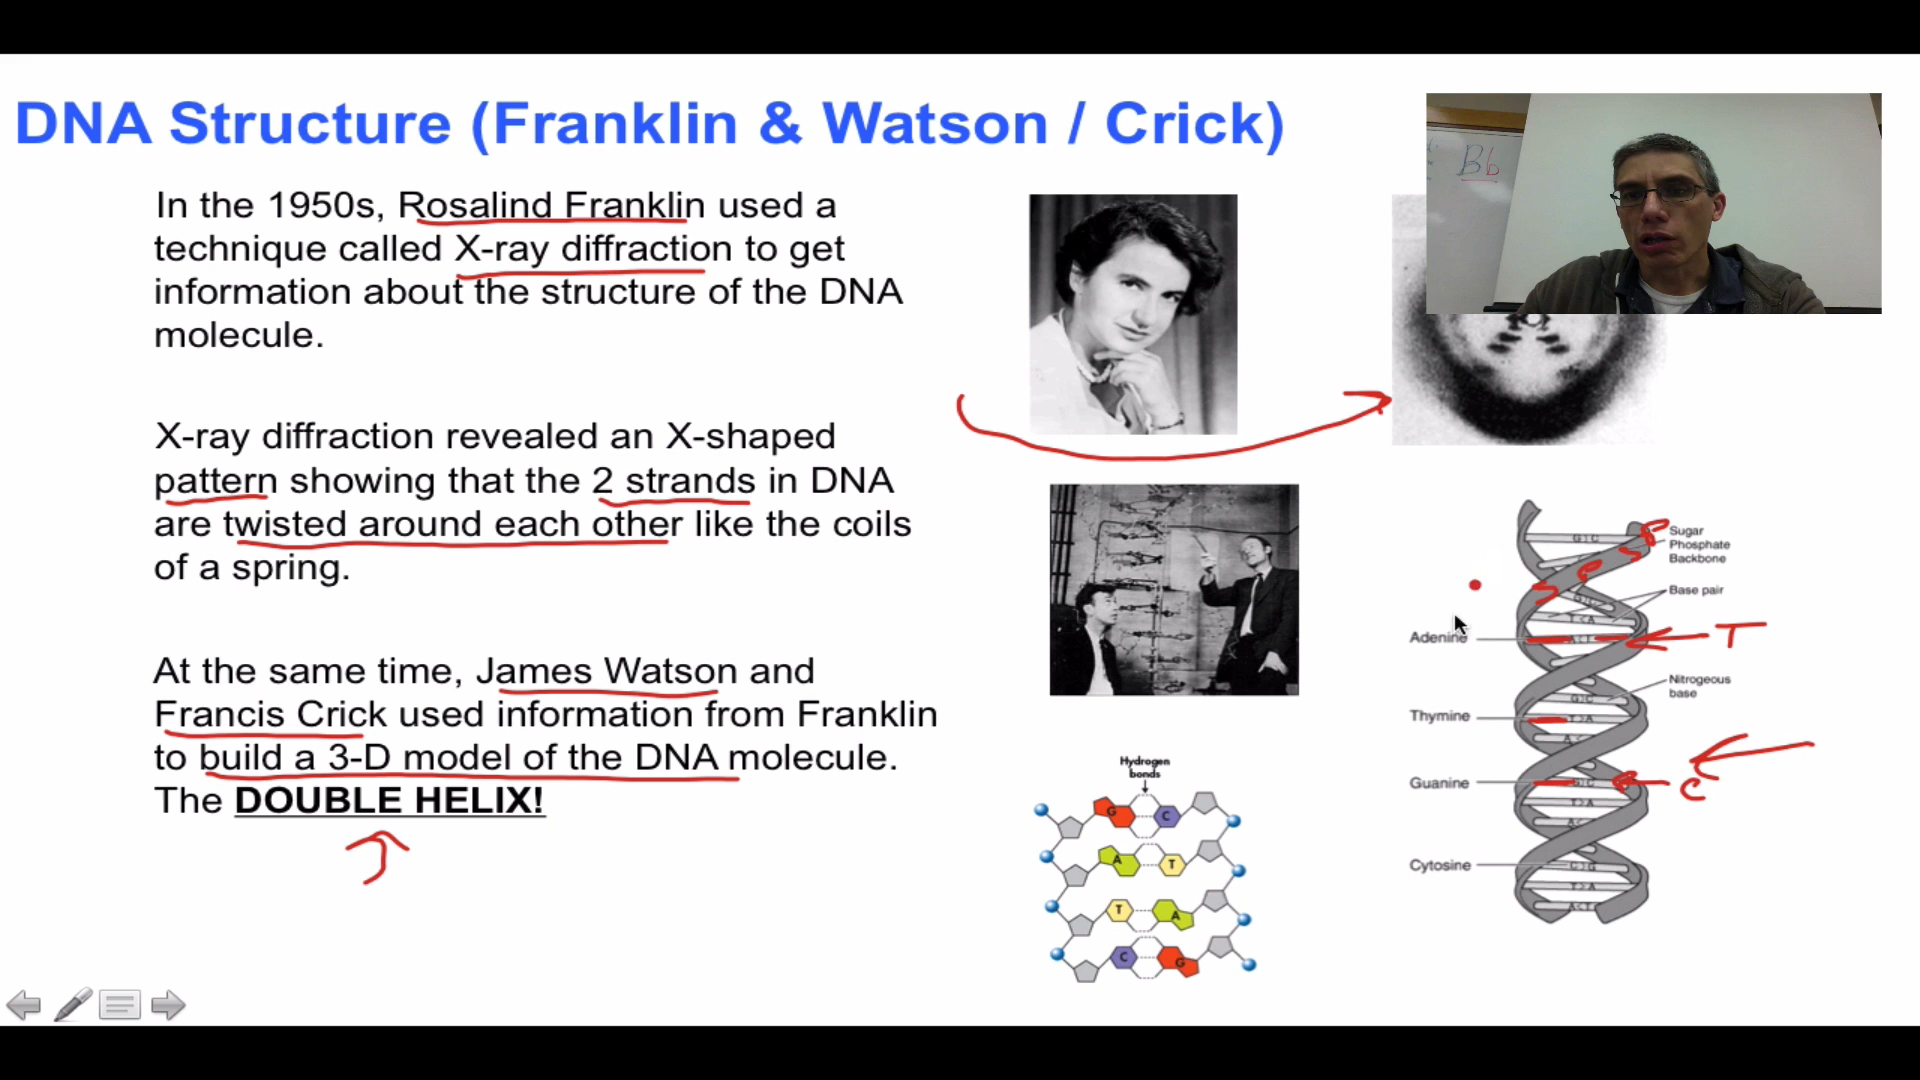 DNA Structure (Franklin & Watson / Crick)
Bb
In the 1950s, Rosalind Franklin used a
technique called X-ray diffraction to get
information about the structure of the DNA
molecule.
X-ray diffraction revealed an X-shaped
pattern showing that the 2 strands in DNA
are twisted around each other like the coils
of a spring.
At the same time, James Watson and
Francis Crick used information from Franklin
to build a 3-D model of the DNA molecule.
The DOUBLE HELIX!
Hydrogen
bonds
G C
A T
T A
C G
Sugar
Phosphate
Backbone
P
S
P
S
G C
Base pair
G C
T A
Adenine
A T
T
Nitrogeous
base
G C
Thymine
T A
A
Guanine
G C
C
T A
A
Cytosine
C G
T A
A T